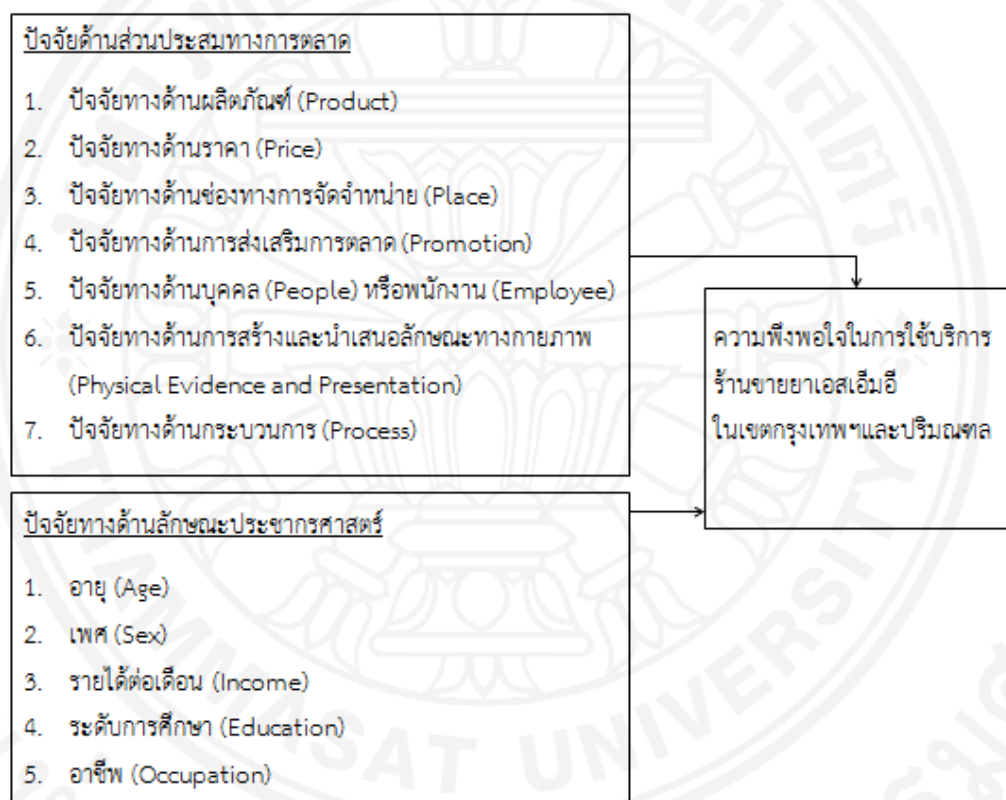 ปัจจัยด้านส่วนประสมทางการตลาด
1. ปัจจัยทางด้านผลิตภัณฑ์ (Product)
2. ปัจจัยทางด้านราคา (Price)
3. ปัจจัยทางด้านช่องทางการจัดจำหน่าย (Place)
4. ปัจจัยทางด้านการส่งเสริมการตลาด (Promotion)
5. ปัจจัยทางด้านบุคคล (People) หรือพนักงาน (Employee)
6. ปัจจัยทางด้านการสร้างและนำเสนอลักษณะทางกายภาพ
(Physical Evidence and Presentation)
7. ปัจจัยทางด้านกระบวนการ (Process)
ความพึงพอใจในการใช้บริการ
ร้านขายยาเอสเอ็มอี
ในเขตกรุงเทพฯและปริมณฑล
ปัจจัยทางด้านลักษณะประชากรศาสตร์
1. อายุ (Age)
2. เพศ (Sex)
3. รายได้ต่อเดือน (Income)
4. ระดับการศึกษา (Education)
5. อาชีพ (Occupation)
THAMMASAT UNIVERSITY